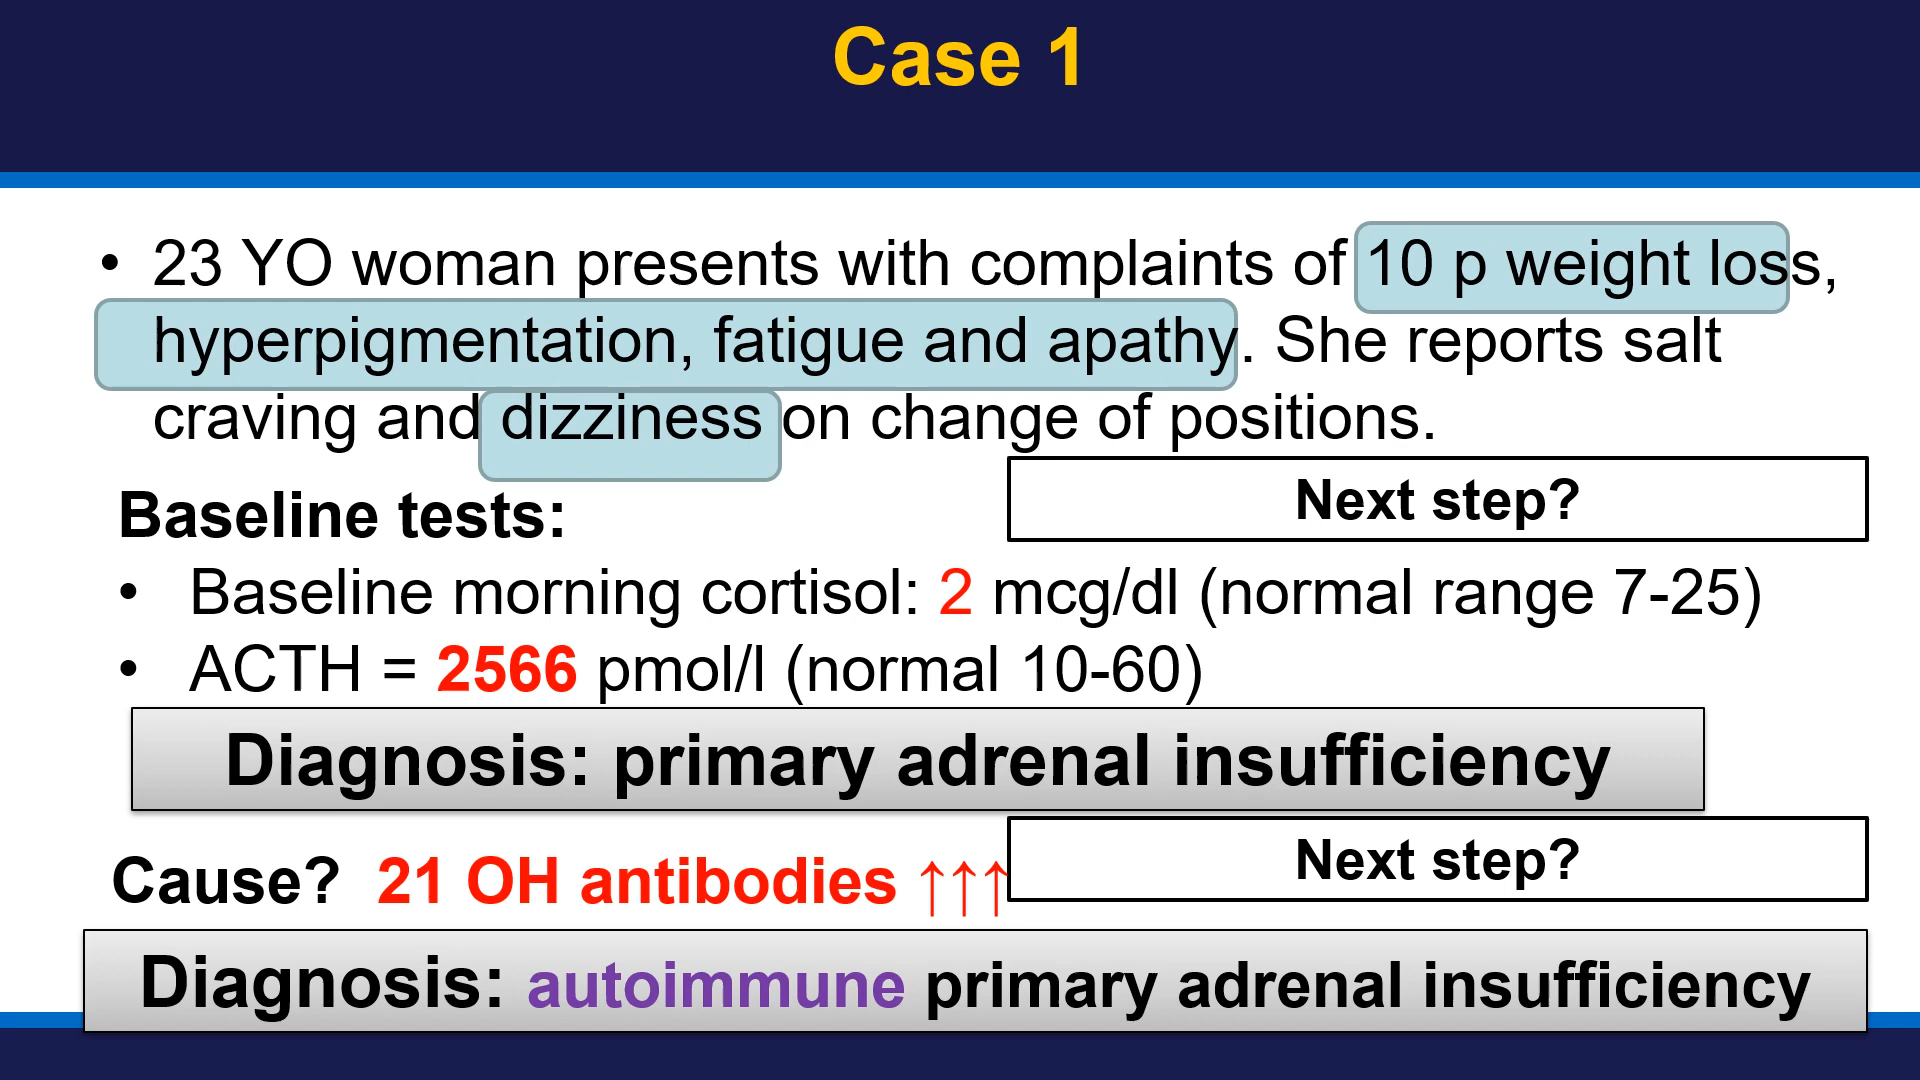 Case 1
• 23 YO woman presents with complaints of 10 p weight loss,
hyperpigmentation, fatigue and apathy. She reports salt
craving and dizziness on change of positions.
Next step?
Baseline tests:
• Baseline morning cortisol: 2 mcg/dl (normal range 7-25)
• ACTH = 2566 pmol/l (normal 10-60)
Diagnosis: primary adrenal insufficiency
Cause? 21 OH antibodies ↑↑↑
Next step?
Diagnosis: autoimmune primary adrenal insufficiency